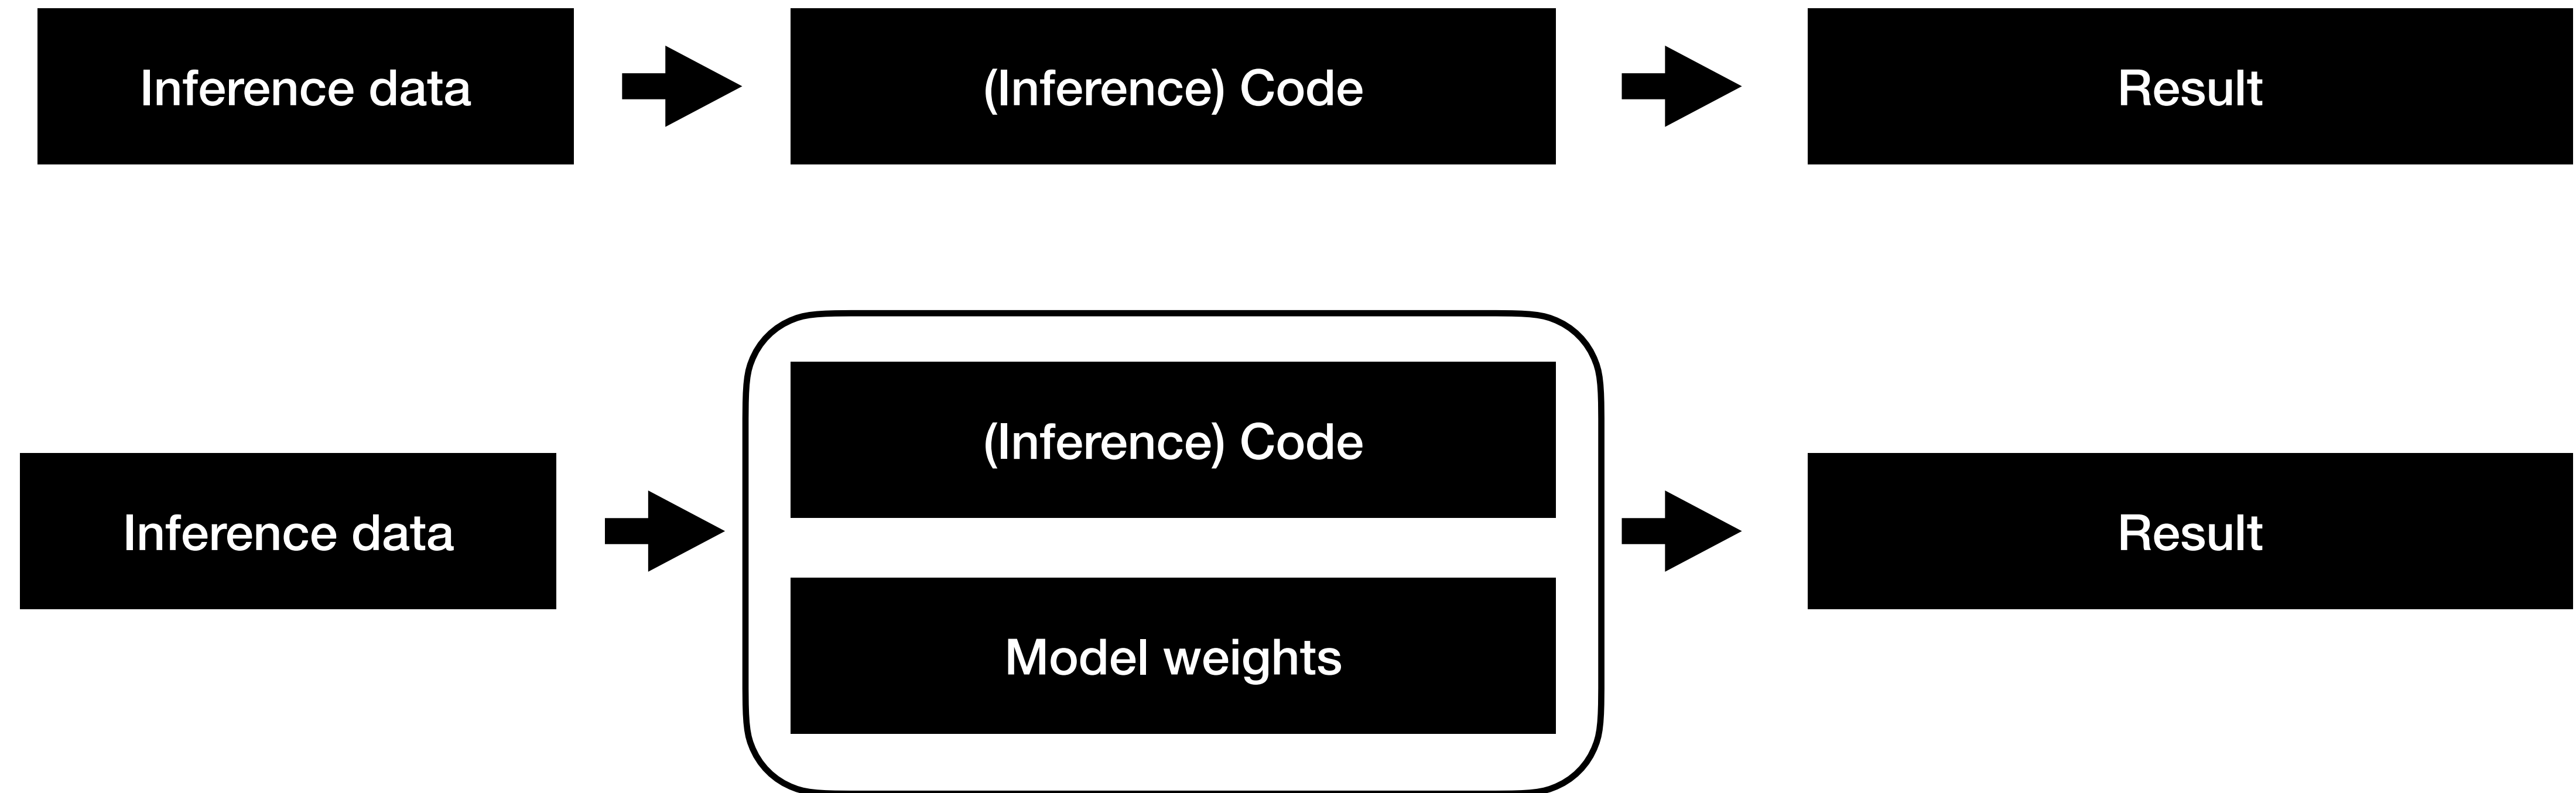 Inference data
(Inference) Code
Result
(Inference) Code
Inference data
Result
Model weights